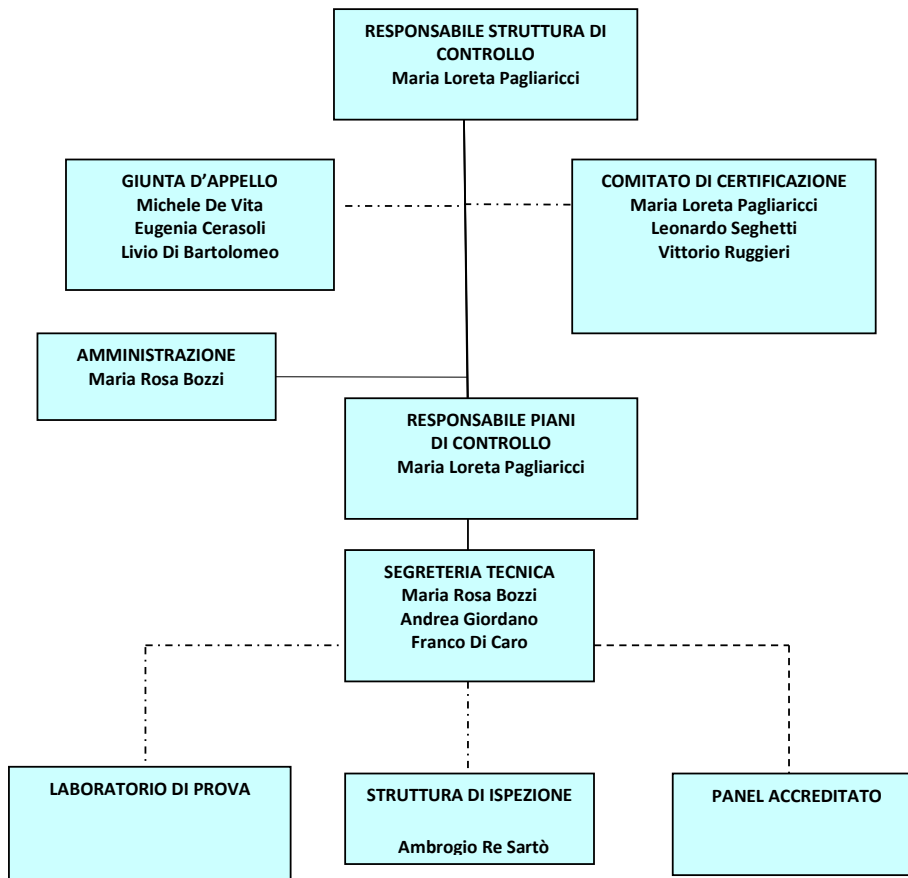 RESPONSABILE STRUTTURA DI
CONTROLLO
Maria Loreta Pagliaricci
GIUNTA D’APPELLO
Michele De Vita
Eugenia Cerasoli
Livio Di Bartolomeo
COMITATO DI CERTIFICAZIONE
Maria Loreta Pagliaricci
Leonardo Seghetti
Vittorio Ruggieri
AMMINISTRAZIONE
Maria Rosa Bozzi
RESPONSABILE PIANI
DI CONTROLLO
Maria Loreta Pagliaricci
SEGRETERIA TECNICA
Maria Rosa Bozzi
Andrea Giordano
Franco Di Caro
LABORATORIO DI PROVA
STRUTTURA DI ISPEZIONE
Ambrogio Re Sartò
PANEL ACCREDITATO